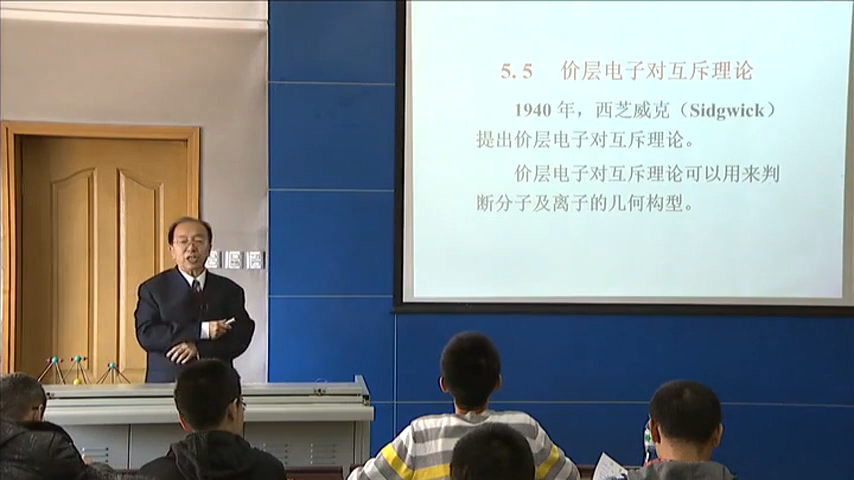 5.5 价层电子对互斥理论
1940 年，西芝威克（Sidgwick）
提出价层电子对互斥理论。
价层电子对互斥理论可以用来判
断分子及离子的几何构型。